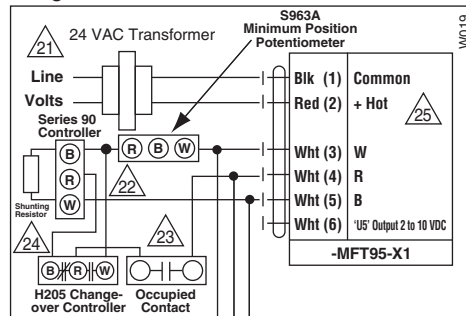 S963A
Minimum Position
Potentiometer
W019
21
24 VAC Transformer
Line
Volts
Blk (1) Common
Red (2) + Hot
25
Series 90
Controller
B
R
W
R B W
Wht (3) W
Wht (4) R
Wht (5) B
Wht (6) 'U5' Output 2 to 10 VDC
-MFT95-X1
Shunting
Resistor
22
24
23
B R W
H205 Change-
over Controller
Occupied
Contact